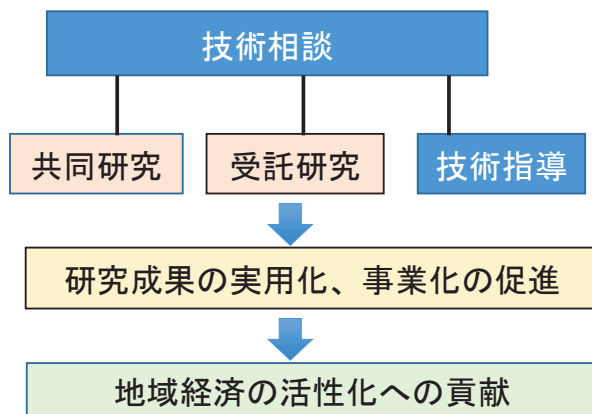 技術相談
共同研究
受託研究
技術指導
研究成果の実用化、事業化の促進
地域経済の活性化への貢献